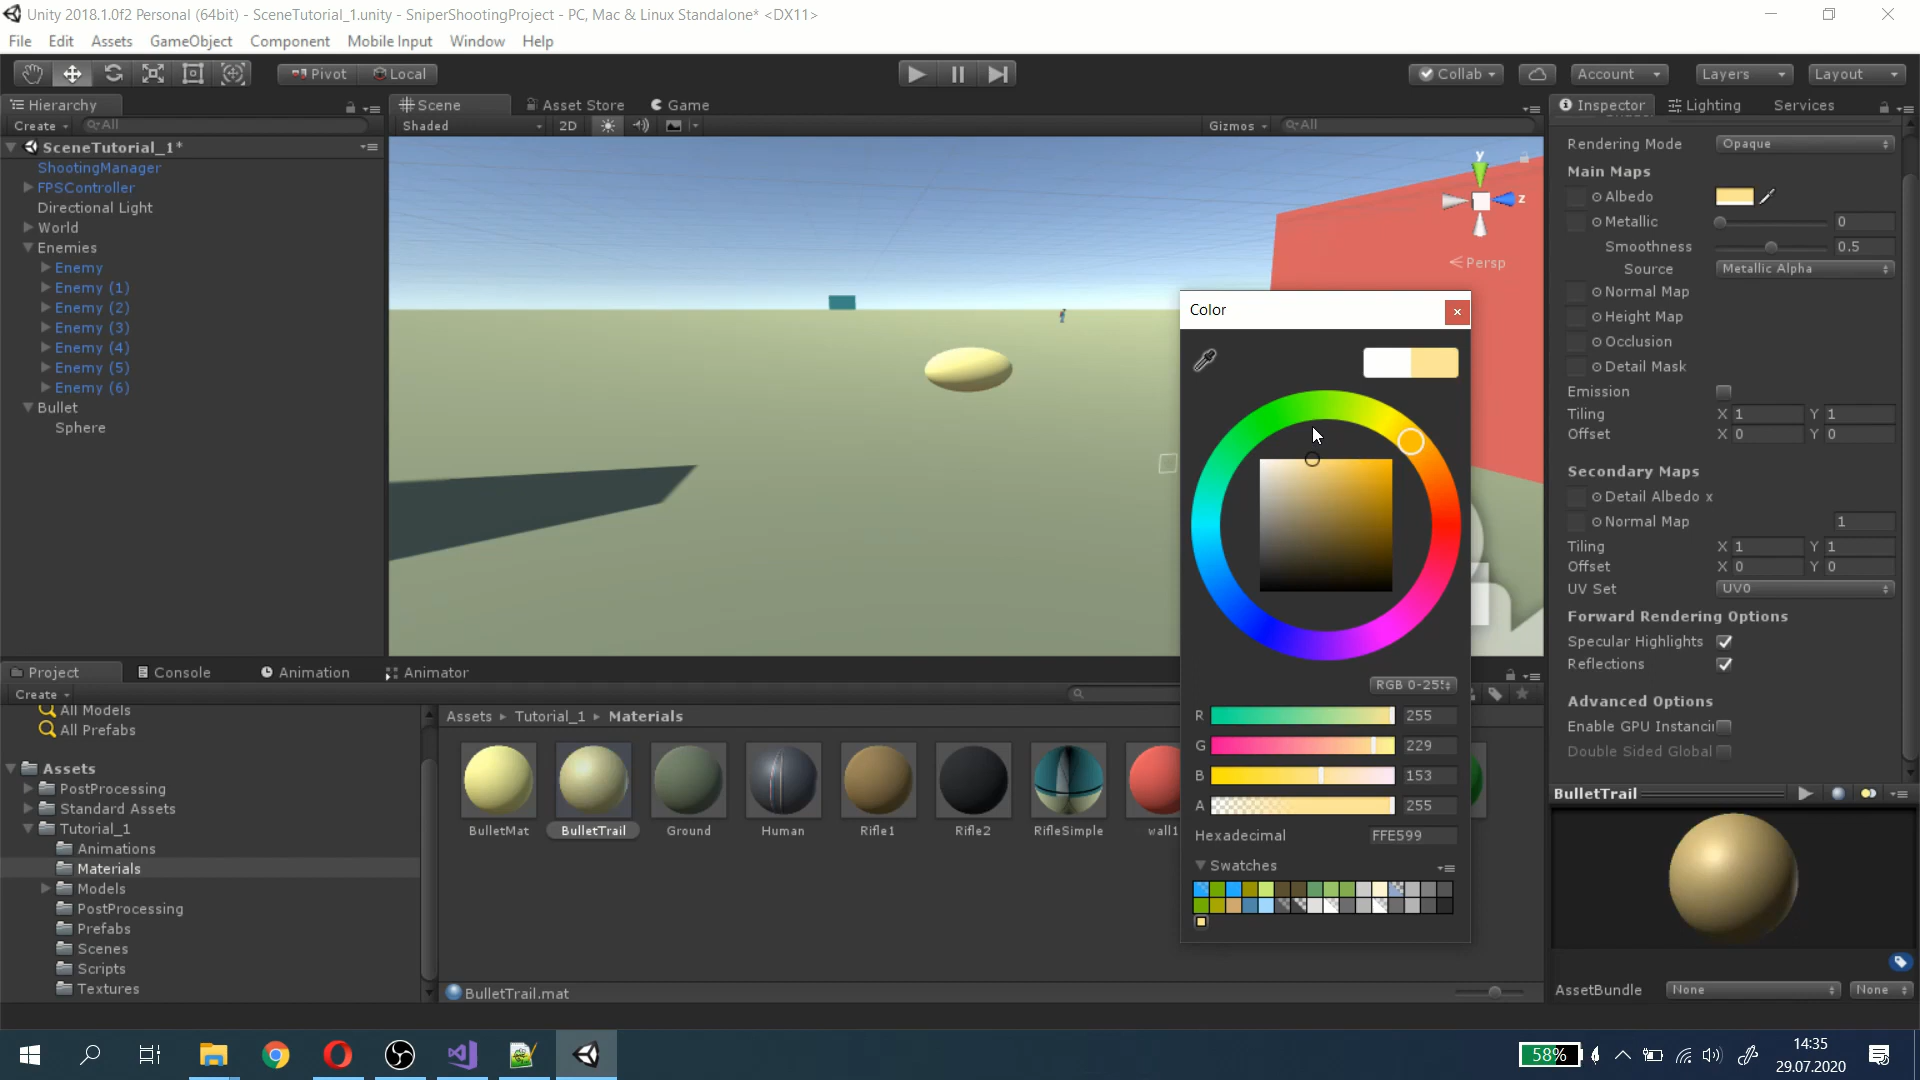 Unity 2018.1.0f2 Personal (64bit) - SceneTutorial_1.unity - SniperShootingProject - PC, Mac & Linux Standalone* <DX11>
File Edit Assets GameObject Component Mobile Input Window Help
Pivot Local Collab Account Layers Layout
Hierarchy Scene Asset Store Game Inspector Lighting Services
Create All Shaded 2D Gizmos All
SceneTutorial_1*
ShootingManager
FPSController
Directional Light
World
Enemies
Enemy
Enemy (1)
Enemy (2)
Enemy (3)
Enemy (4)
Enemy (5)
Enemy (6)
Bullet
Sphere
y
z
Persp
Rendering Mode Opaque
Main Maps
Albedo
Metallic 0
Smoothness 0.5
Source Metallic Alpha
Normal Map
Height Map
Occlusion
Detail Mask
Emission
Tiling X 1 Y 1
Offset X 0 Y 0
Secondary Maps
Detail Albedo x
Normal Map 1
Tiling X 1 Y 1
Offset X 0 Y 0
UV Set UV0
Forward Rendering Options
Specular Highlights
Reflections
Advanced Options
Enable GPU Instanci
Double Sided Global
Color
RGB 0-25
R 255
G 229
B 153
A 255
Hexadecimal FFE599
Swatches
Project Console Animation Animator
Create
All Models
All Prefabs
Assets
PostProcessing
Standard Assets
Tutorial_1
Animations
Materials
Models
PostProcessing
Prefabs
Scenes
Scripts
Textures
Assets Tutorial_1 Materials
BulletMat BulletTrail Ground Human Rifle1 Rifle2 RifleSimple wall1
BulletTrail.mat
BulletTrail
AssetBundle None None
58%
14:35
29.07.2020